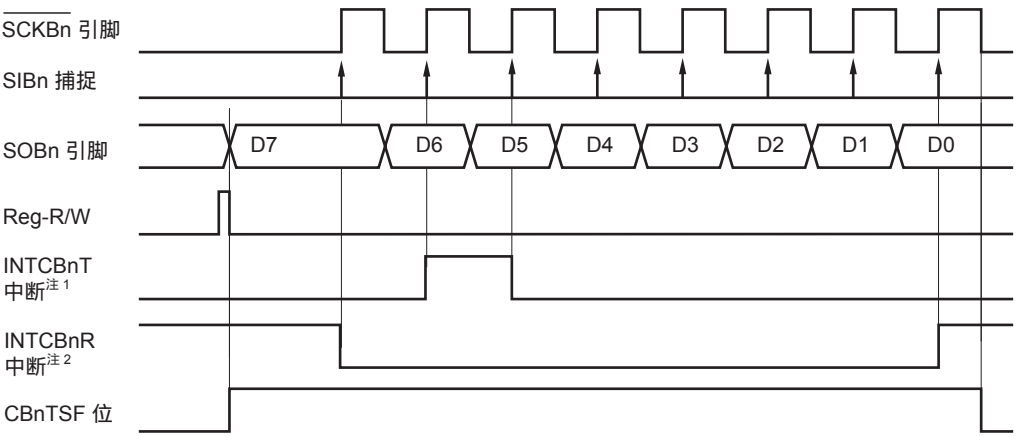 SCKBn 引脚
SIBn 捕捉
SOBn 引脚
D7 D6 D5 D4 D3 D2 D1 D0
Reg-R/W
INTCBnT
中断注 1
INTCBnR
中断注 2
CBnTSF 位